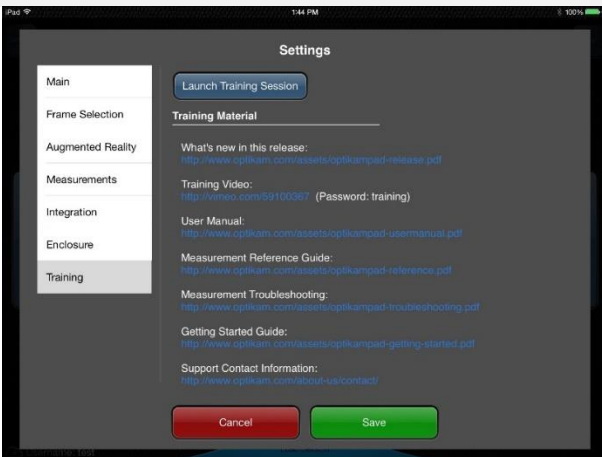 iPad 1:44 PM 100%
Settings
Main
Frame Selection
Augmented Reality
Measurements
Integration
Enclosure
Training
Launch Training Session
Training Material
What's new in this release:
http://www.optikam.com/assets/optikampad-release.pdf
Training Video:
http://vimeo.com/59100367 (Password: training)
User Manual:
http://www.optikam.com/assets/optikampad-usermanual.pdf
Measurement Reference Guide:
http://www.optikam.com/assets/optikampad-reference.pdf
Measurement Troubleshooting:
http://www.optikam.com/assets/optikampad-troubleshooting.pdf
Getting Started Guide:
http://www.optikam.com/assets/optikampad-getting-started.pdf
Support Contact Information:
http://www.optikam.com/about-us/contact/
Cancel Save
Username: test